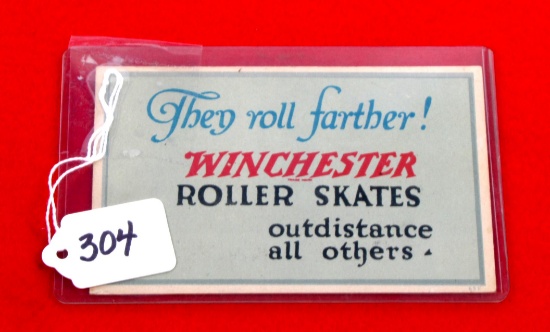 They roll farther!
WINCHESTER
ROLLER SKATES
outdistance
all others.
304